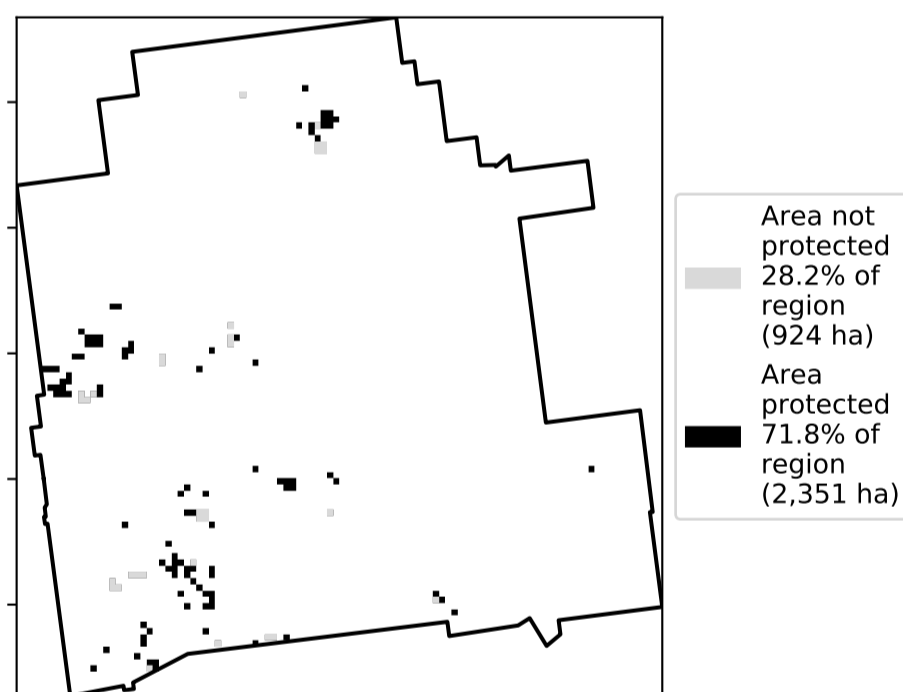 Area not
protected
28.2% of
region
(924 ha)
Area
protected
71.8% of
region
(2,351 ha)